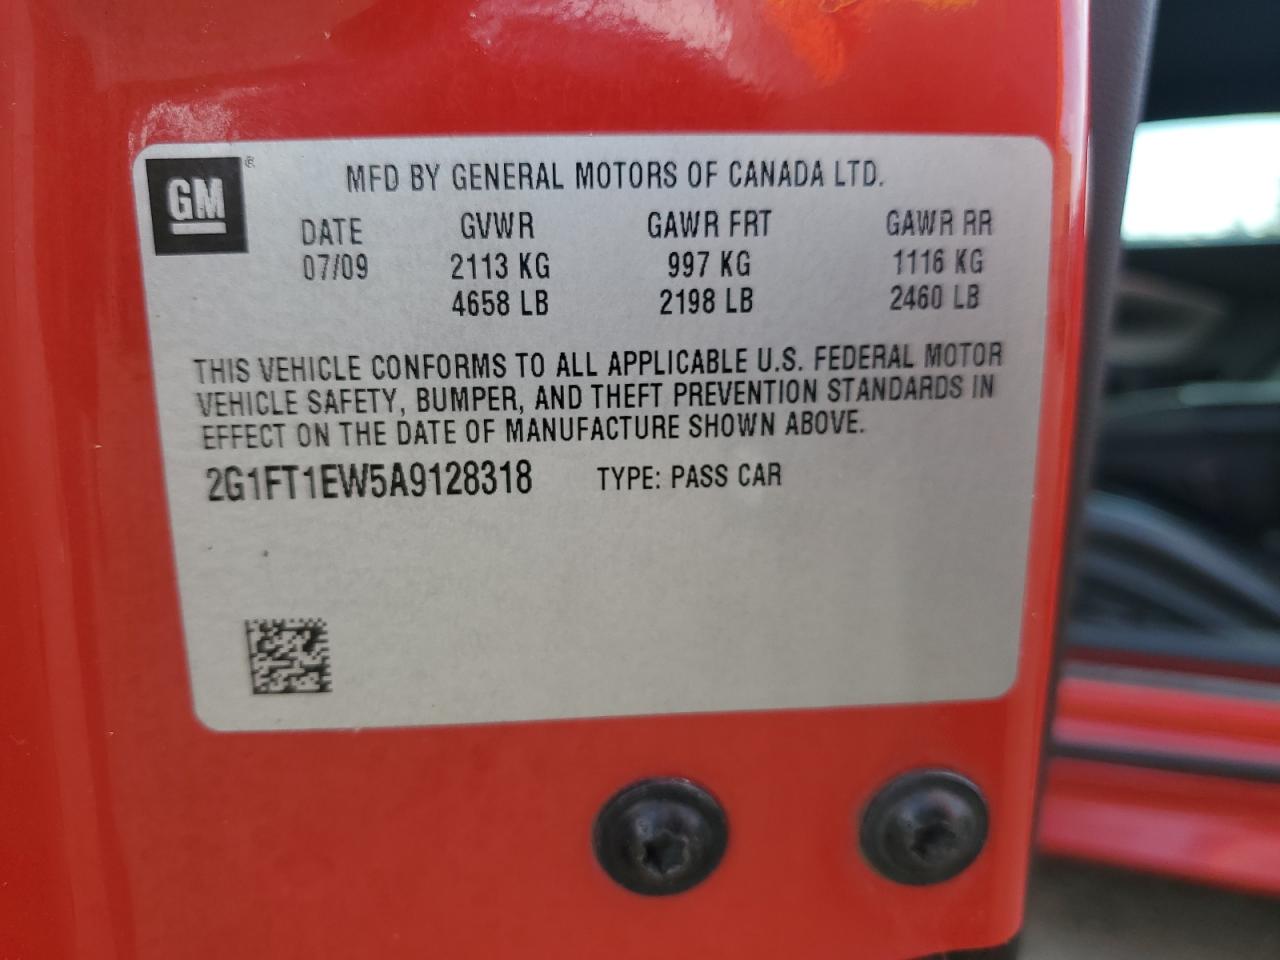 GM ®
MFD BY GENERAL MOTORS OF CANADA LTD.
DATE GVWR GAWR FRT GAWR RR
07/09 2113 KG 997 KG 1116 KG
4658 LB 2198 LB 2460 LB
THIS VEHICLE CONFORMS TO ALL APPLICABLE U.S. FEDERAL MOTOR
VEHICLE SAFETY, BUMPER, AND THEFT PREVENTION STANDARDS IN
EFFECT ON THE DATE OF MANUFACTURE SHOWN ABOVE.
2G1FT1EW5A9128318 TYPE: PASS CAR